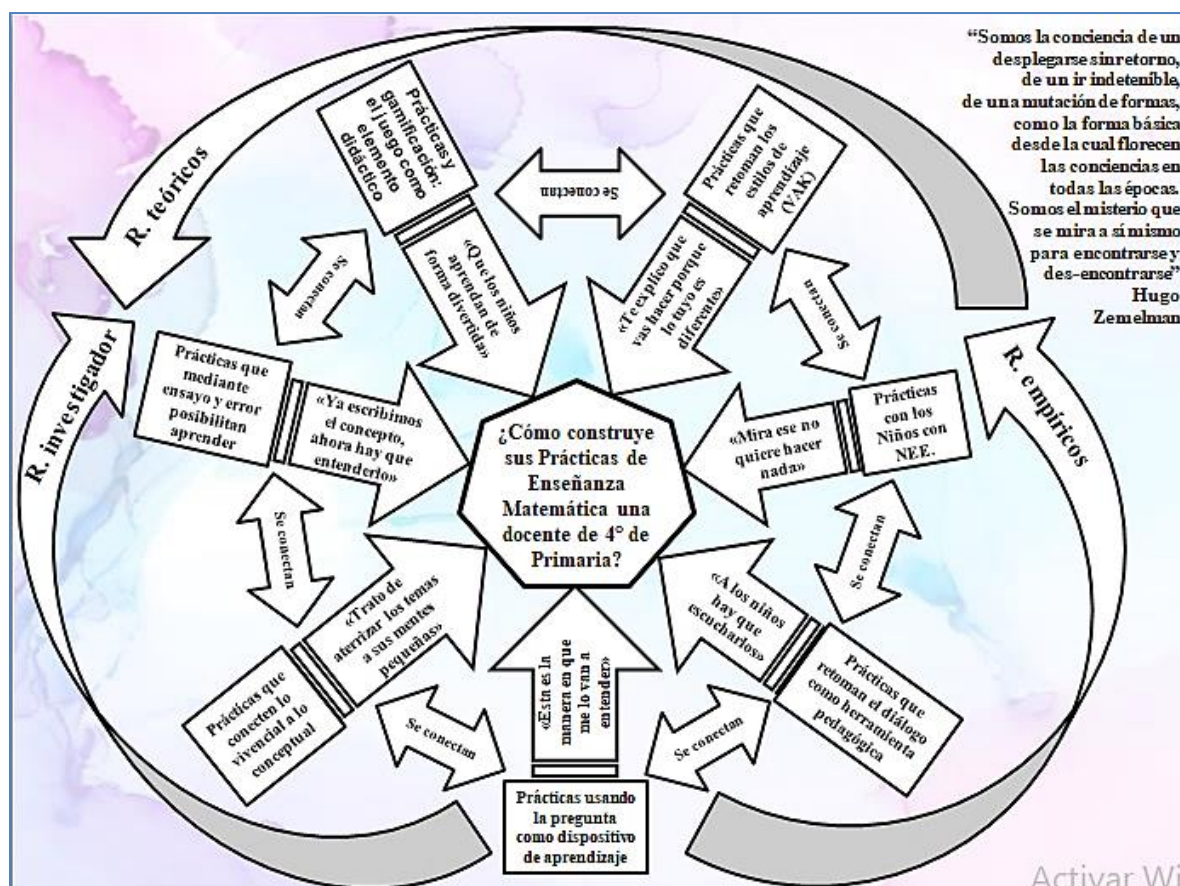 “Somos la conciencia de un
desplegarse sin retorno,
de un ir indetenible,
de una mutación de formas,
como la forma básica
desde la cual florecen
las conciencias en
todas las épocas.
Somos el misterio que
se mira a sí mismo
para encontrarse y
des-encontrarse”
Hugo
Zemelman
R. teóricos
R. investigador
R. empíricos
Prácticas y
gamificación:
el juego como
elemento
didáctico
«Que los niños
aprendan de
forma divertida»
Se conectan
Prácticas que
retoman los
estilos de
aprendizaje
(VAK)
«Te explico que
vas hacer porque
lo tuyo es
diferente»
Se conectan
Prácticas
con los
Niños con
NEE.
«Mira ese no
quiere hacer
nada»
Se conectan
Prácticas que
retoman el diálogo
como herramienta
pedagógica
«A los niños
hay que
escucharlos»
Se conectan
Prácticas usando
la pregunta
como dispositivo
de aprendizaje
«Esta es la
manera en que
me lo van a
entender»
Se conectan
Prácticas que
conecten lo
vivencial a lo
conceptual
«Trato de
aterrizar los temas
a sus mentes
pequeñas»
Se conectan
Prácticas que
mediante
ensayo y error
posibilitan
aprender
«Ya escribimos
el concepto,
ahora hay que
entenderlo»
Se conectan
¿Cómo construye
sus Prácticas de
Enseñanza
Matemática una
docente de 4° de
Primaria?
Activar Wi